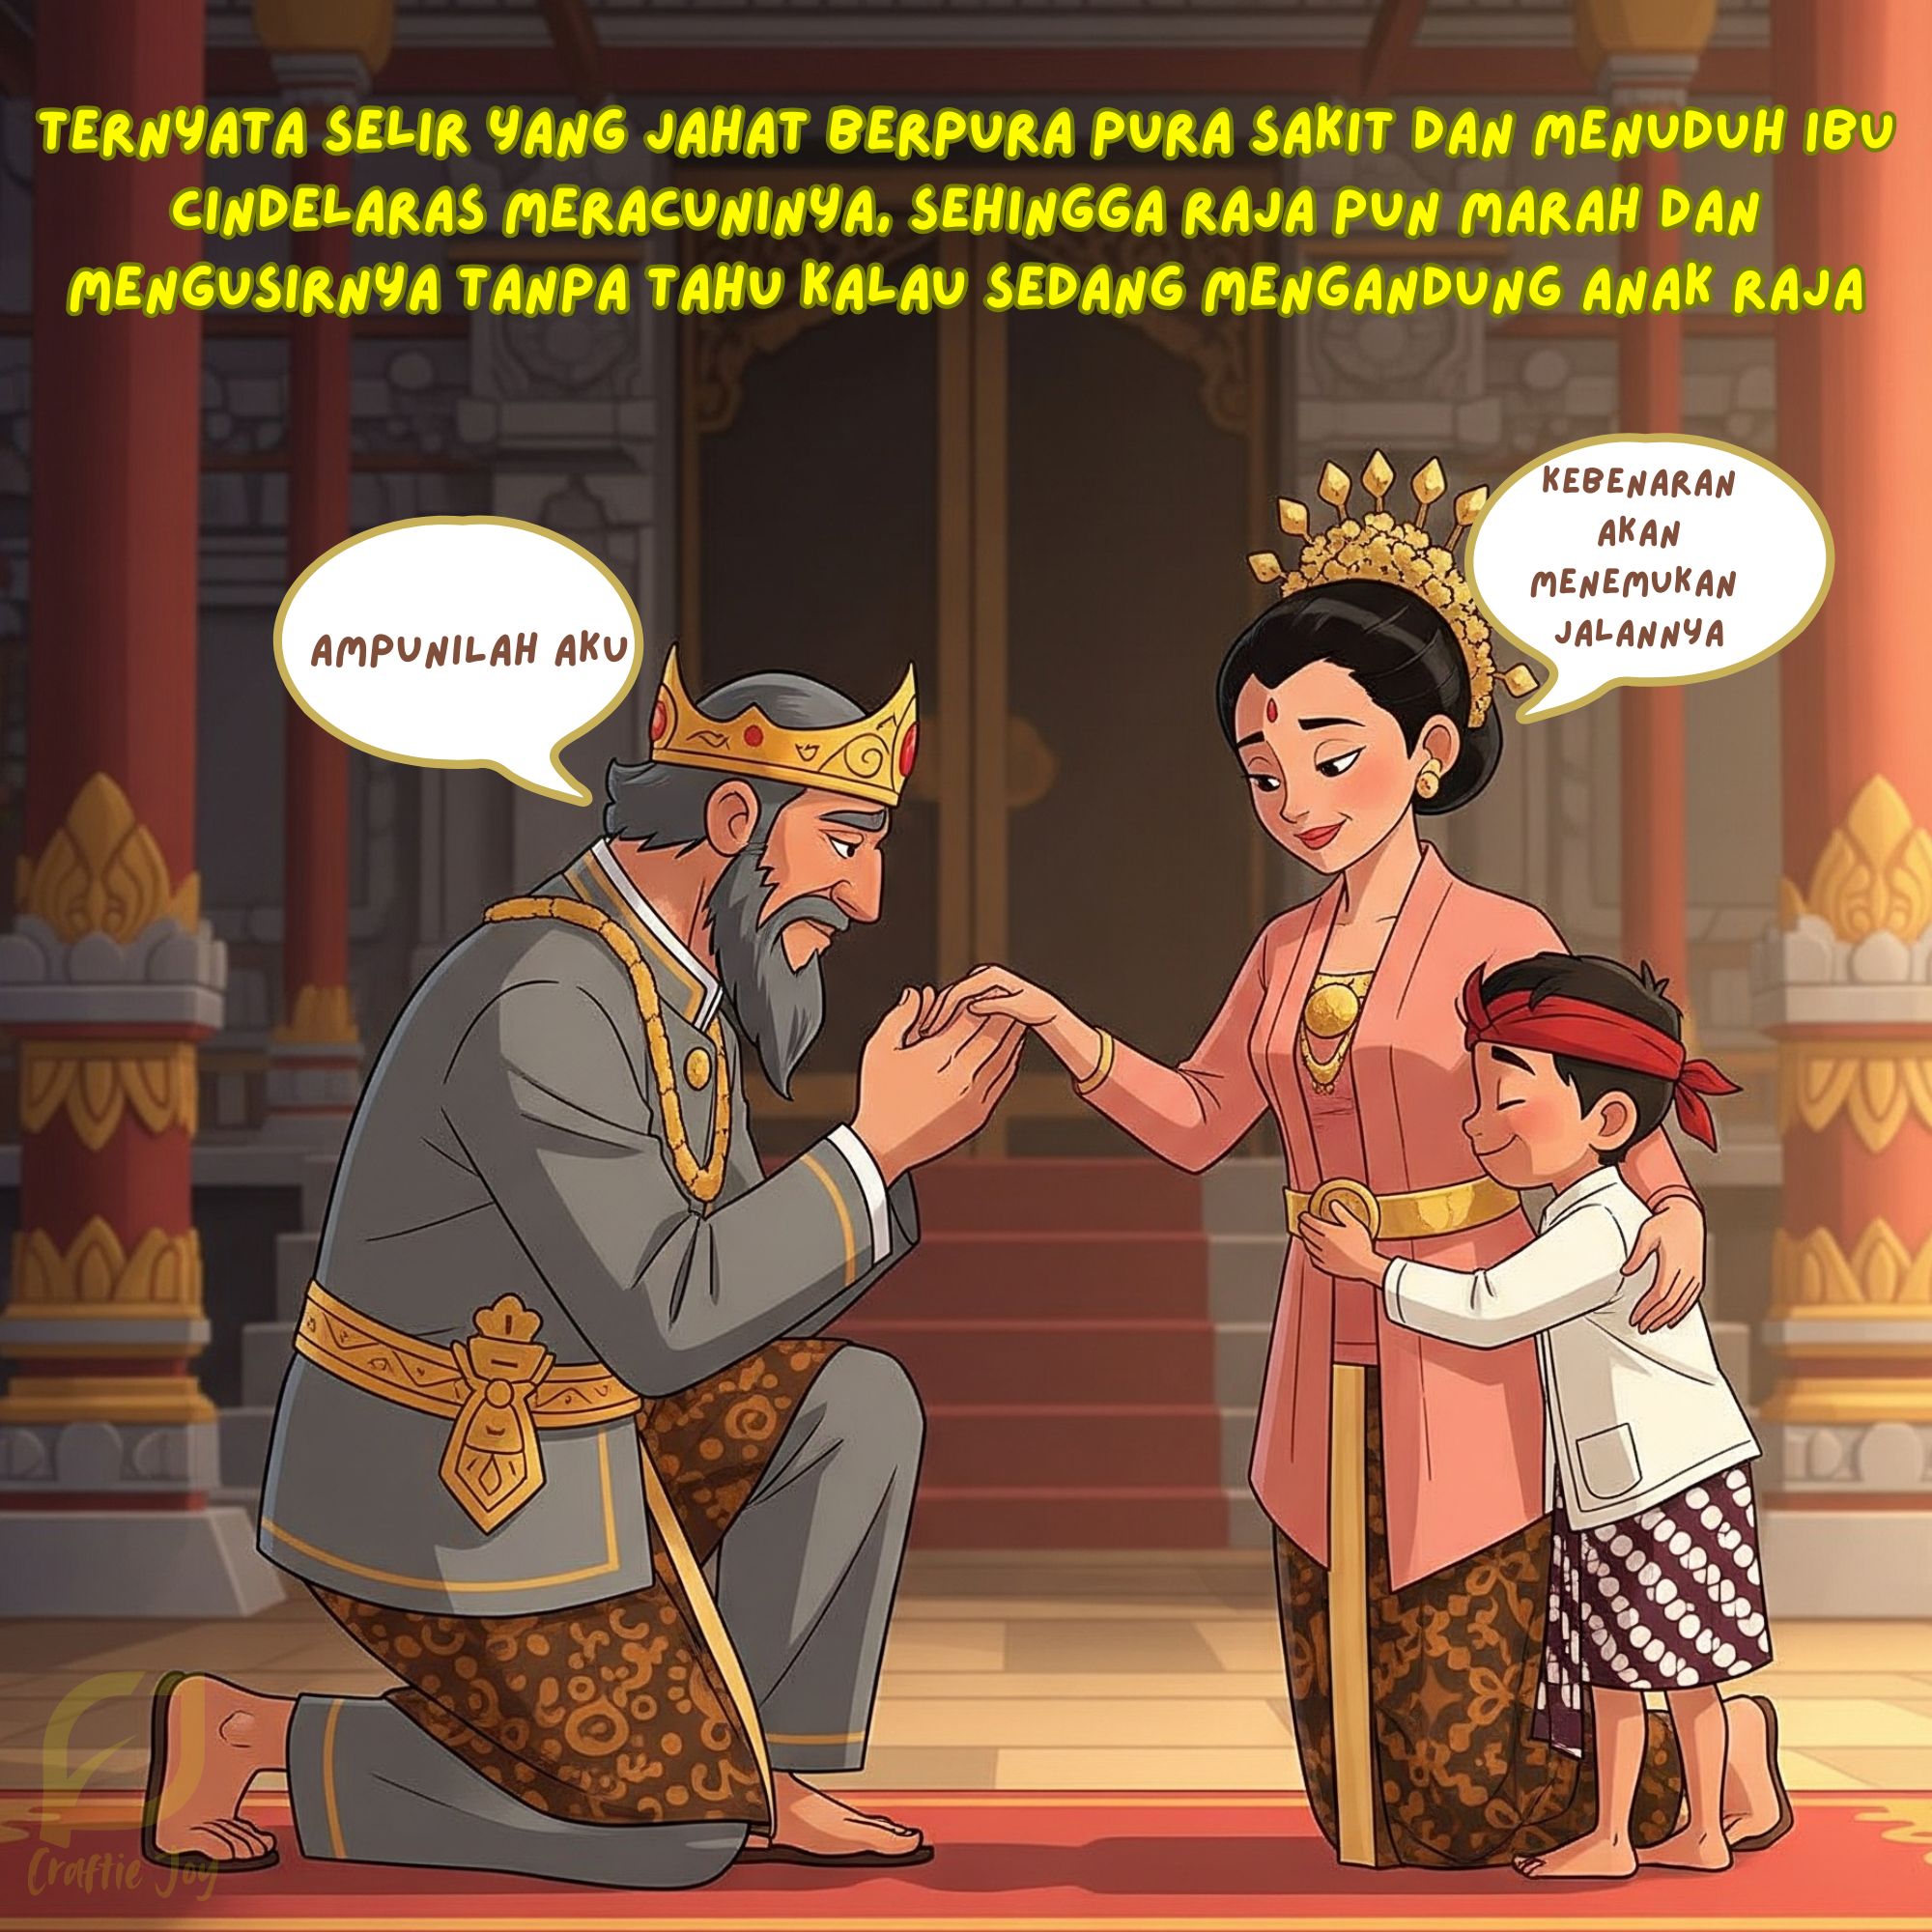 TERNYATA SELIR YANG JAHAT BERPURA PURA SAKIT DAN MENUDUH IBU
CINDELARAS MERACUNINYA, SEHINGGA RAJA PUN MARAH DAN
MENGUSIRNYA TANPA TAHU KALAU SEDANG MENGANDUNG ANAK RAJA
AMPUNILAH AKU
KEBENARAN
AKAN
MENEMUKAN
JALANNYA
Craftie Joy